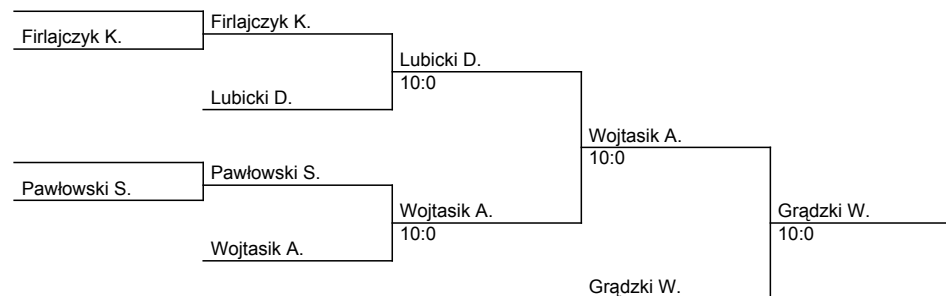 Firlajczyk K.
Firlajczyk K.
Lubicki D.
10:0
Lubicki D.
Wojtasik A.
10:0
Pawłowski S.
Pawłowski S.
Wojtasik A.
10:0
Wojtasik A.
Grądzki W.
10:0
Grądzki W.